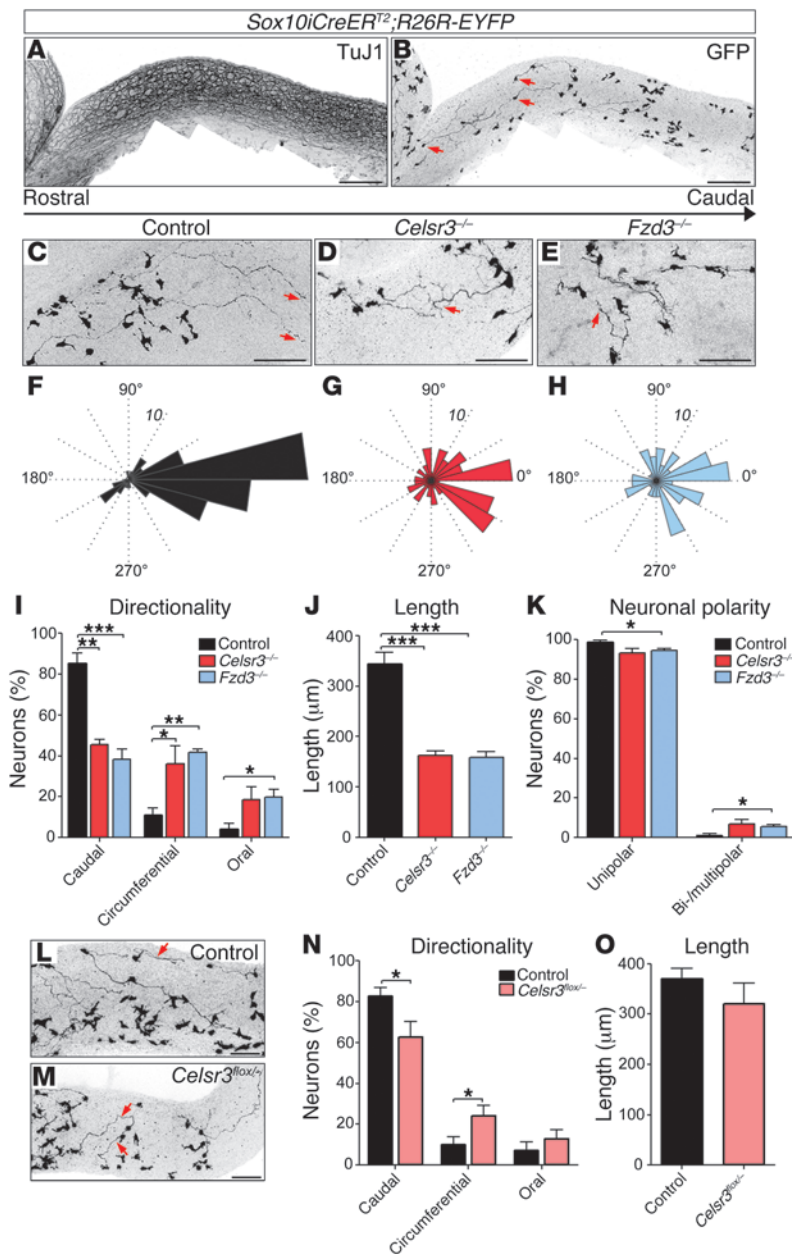 Sox10iCreERT2;R26R-EYFP
A TuJ1
B GFP
Rostral Caudal
Control Celsr3–/– Fzd3–/–
C
D
E
F G H
90° 90° 90°
10 10 10
180° 180° 0° 180° 0°
270° 270° 270°
I Directionality
100
80
60
40
20
0
Neurons (%)
***
**
**
*
*
Control
Celsr3–/–
Fzd3–/–
Caudal
Circumferential
Oral
J Length
400
300
200
100
0
Length (µm)
***
***
Control
Celsr3–/–
Fzd3–/–
K Neuronal polarity
100
80
60
40
20
0
Neurons (%)
*
*
Control
Celsr3–/–
Fzd3–/–
Unipolar
Bi-/multipolar
L Control
M Celsr3flox/-
N Directionality
100
80
60
40
20
0
Neurons (%)
*
*
Control
Celsr3flox/–
Caudal
Circumferential
Oral
O Length
400
300
200
100
0
Length (µm)
Control
Celsr3flox/–